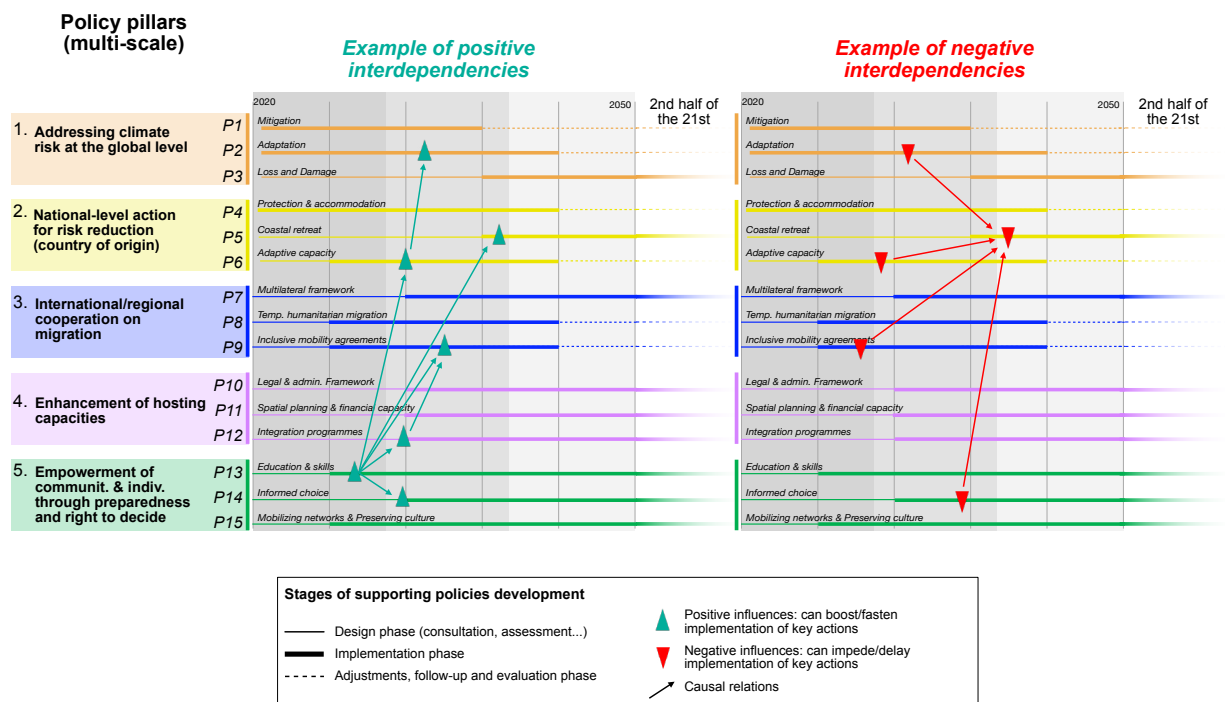 Policy pillars
(multi-scale)
Example of positive
interdependencies
Example of negative
interdependencies
2020
2050
2nd half of
the 21st
2020
2050
2nd half of
the 21st
1. Addressing climate
risk at the global level
P1
P2
P3
Mitigation
Adaptation
Loss and Damage
Mitigation
Adaptation
Loss and Damage
2. National-level action
for risk reduction
(country of origin)
P4
P5
P6
Protection & accommodation
Coastal retreat
Adaptive capacity
Protection & accommodation
Coastal retreat
Adaptive capacity
3. International/regional
cooperation on
migration
P7
P8
P9
Multilateral framework
Temp. humanitarian migration
Inclusive mobility agreements
Multilateral framework
Temp. humanitarian migration
Inclusive mobility agreements
4. Enhancement of hosting
capacities
P10
P11
P12
Legal & admin. Framework
Spatial planning & financial capacity
Integration programmes
Legal & admin. Framework
Spatial planning & financial capacity
Integration programmes
5. Empowerment of
communit. & indiv.
through preparedness
and right to decide
P13
P14
P15
Education & skills
Informed choice
Mobilizing networks & Preserving culture
Education & skills
Informed choice
Mobilizing networks & Preserving culture
Stages of supporting policies development
Design phase (consultation, assessment...)
Implementation phase
Adjustments, follow-up and evaluation phase
Positive influences: can boost/fasten
implementation of key actions
Negative influences: can impede/delay
implementation of key actions
Causal relations